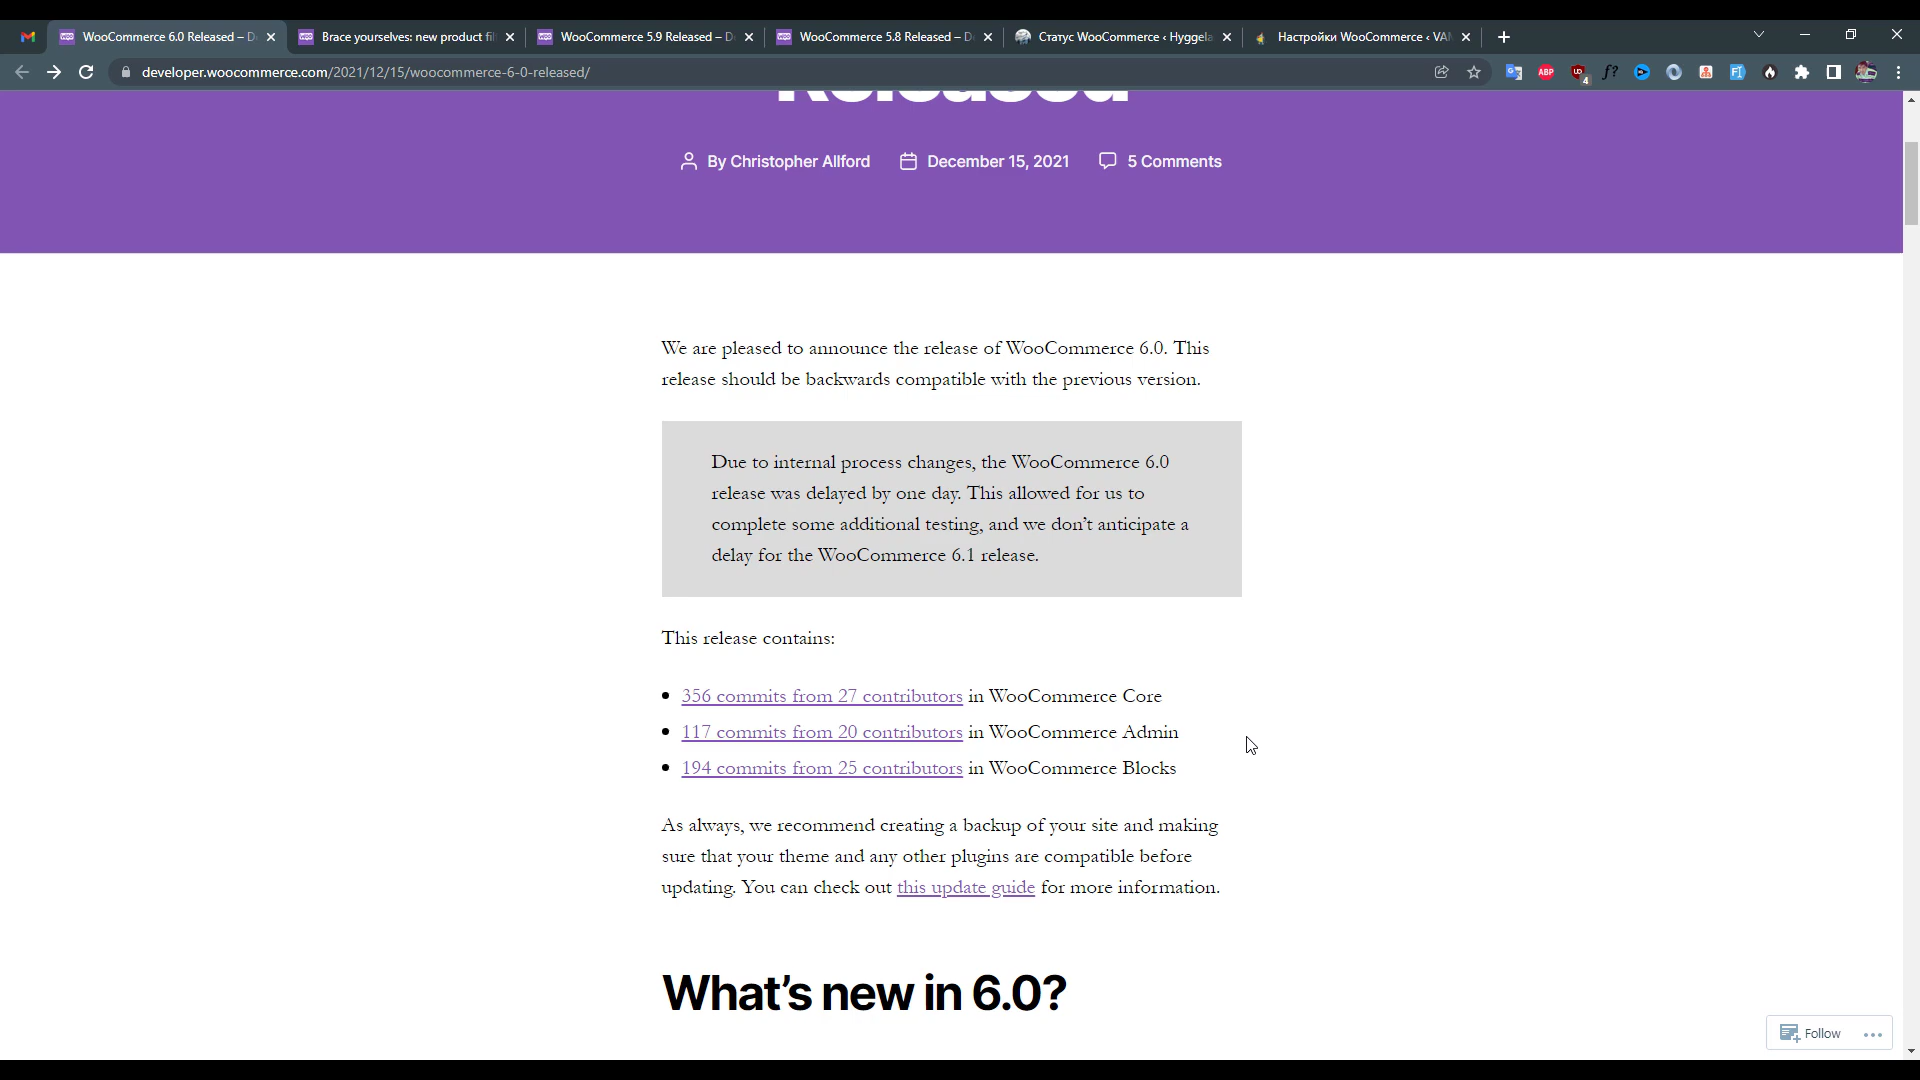 WooCommerce 6.0 Released – D
Brace yourselves: new product fil
WooCommerce 5.9 Released – D
WooCommerce 5.8 Released – D
Статус WooCommerce ‹ Hyggela
Настройки WooCommerce ‹ VAM
developer.woocommerce.com/2021/12/15/woocommerce-6-0-released/
ABP
4
f?
Released
By Christopher Allford
December 15, 2021
5 Comments
We are pleased to announce the release of WooCommerce 6.0. This
release should be backwards compatible with the previous version.
Due to internal process changes, the WooCommerce 6.0
release was delayed by one day. This allowed for us to
complete some additional testing, and we don’t anticipate a
delay for the WooCommerce 6.1 release.
This release contains:
• 356 commits from 27 contributors in WooCommerce Core
• 117 commits from 20 contributors in WooCommerce Admin
• 194 commits from 25 contributors in WooCommerce Blocks
As always, we recommend creating a backup of your site and making
sure that your theme and any other plugins are compatible before
updating. You can check out this update guide for more information.
What’s new in 6.0?
Follow